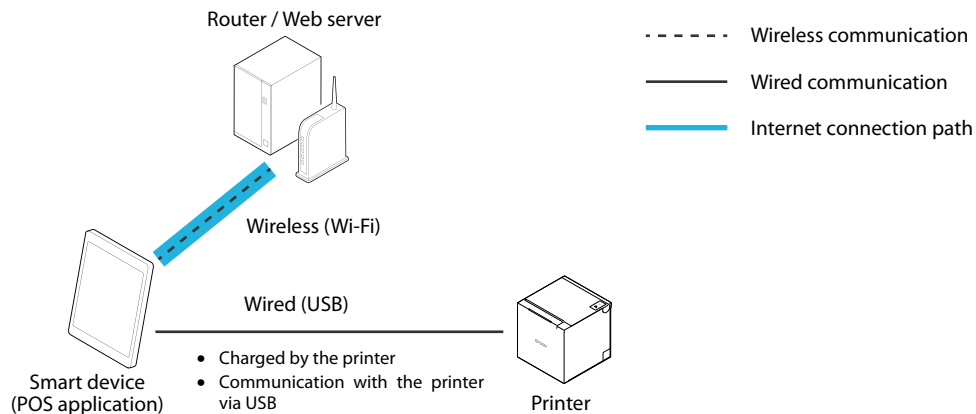 Router / Web server
Wireless communication
Wired communication
Internet connection path
Wireless (Wi-Fi)
Wired (USB)
• Charged by the printer
• Communication with the printer
via USB
Smart device
(POS application)
EPSON
Printer